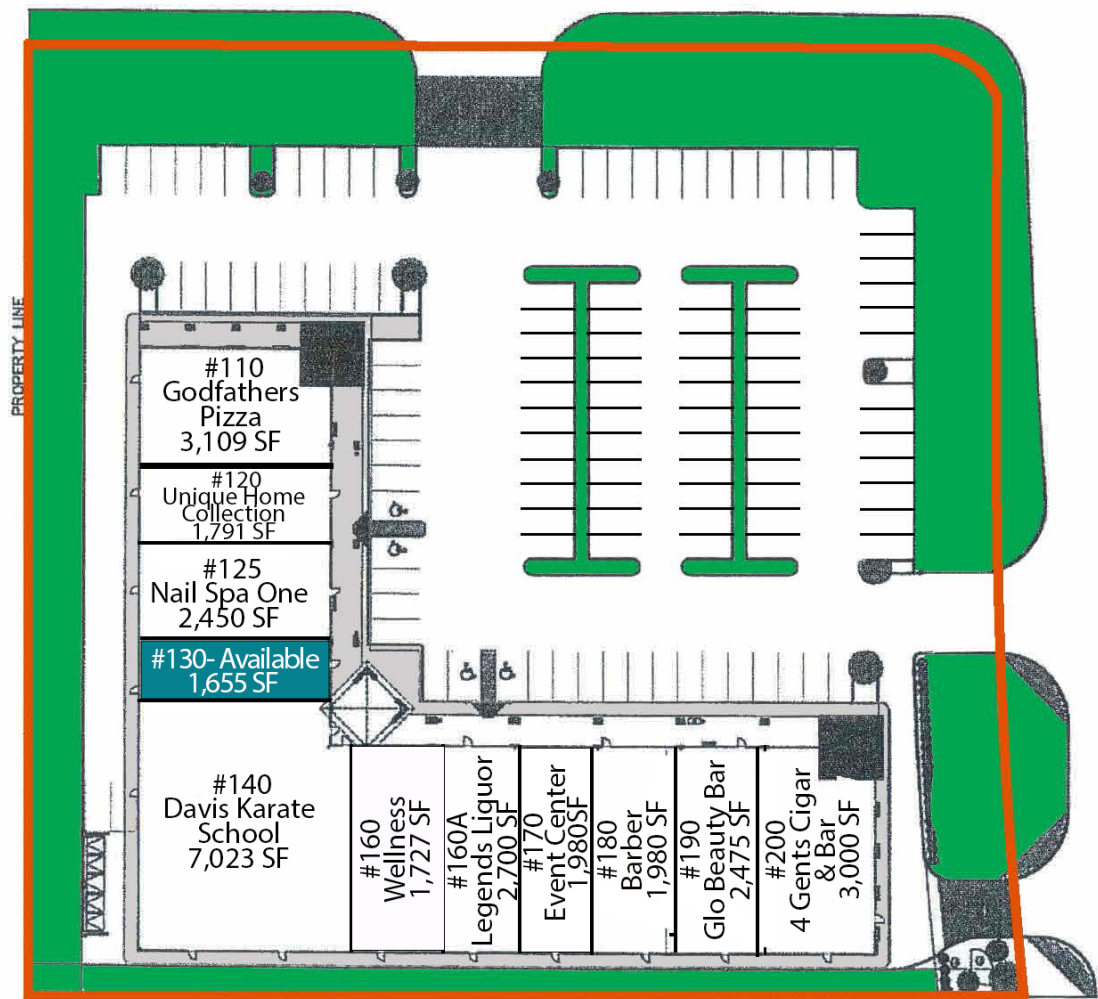 PROPERTY LINE
#110
Godfathers
Pizza
3,109 SF
#120
Unique Home
Collection
1,791 SF
#125
Nail Spa One
2,450 SF
#130- Available
1,655 SF
#140
Davis Karate
School
7,023 SF
#160
Wellness
1,727 SF
#160A
Legends Liquor
2,700 SF
#170
Event Center
1,980SF
#180
Barber
1,980 SF
#190
Glo Beauty Bar
2,475 SF
#200
4 Gents Cigar
& Bar
3,000 SF